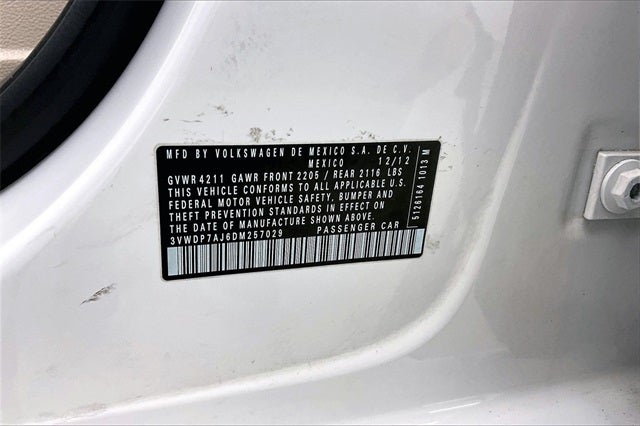 MFD BY VOLKSWAGEN DE MEXICO S.A. DE C.V.
MEXICO 12/12
GVWR 4211 GAWR FRONT 2205 / REAR 2116 LBS
THIS VEHICLE CONFORMS TO ALL APPLICABLE U.S.
FEDERAL MOTOR VEHICLE SAFETY. BUMPER AND
THEFT PREVENTION STANDARDS IN EFFECT ON
THE DATE OF MANUFACTURE SHOWN ABOVE.
3VWDP7AJ6DM257029 PASSENGER CAR
5126164 1013 M